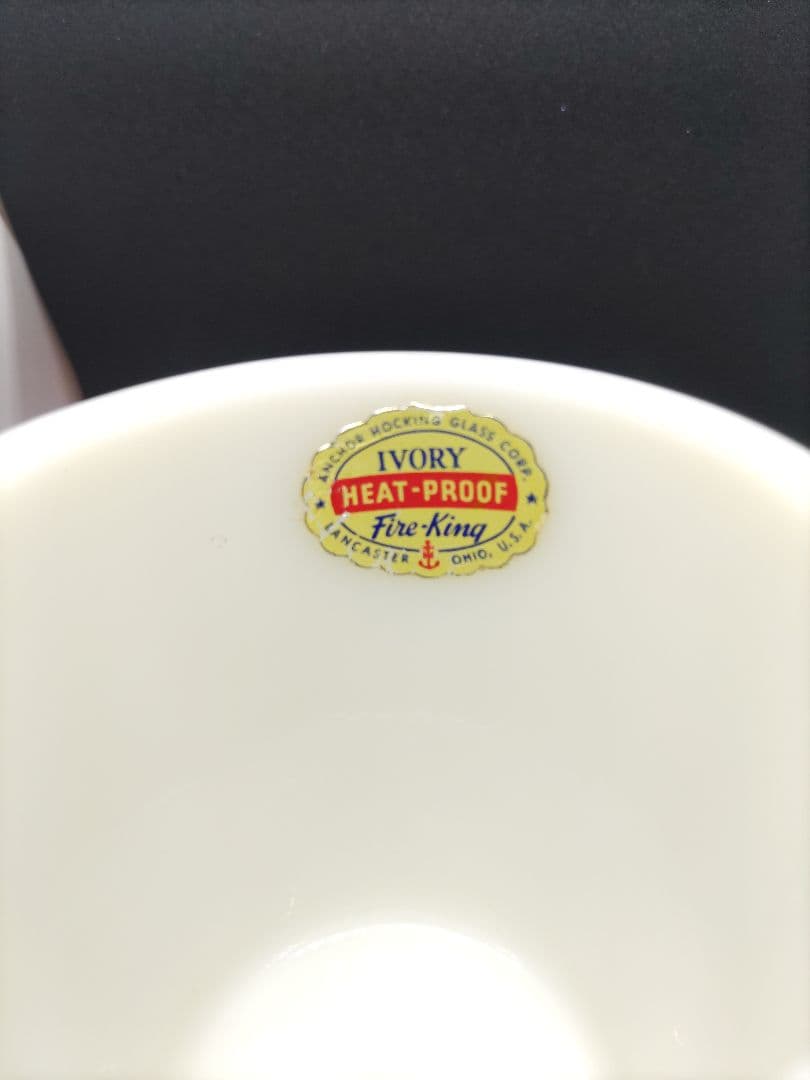 ANCHOR HOCKING GLASS CORP.
IVORY
HEAT-PROOF
Fire-King
LANCASTER OHIO, U.S.A.